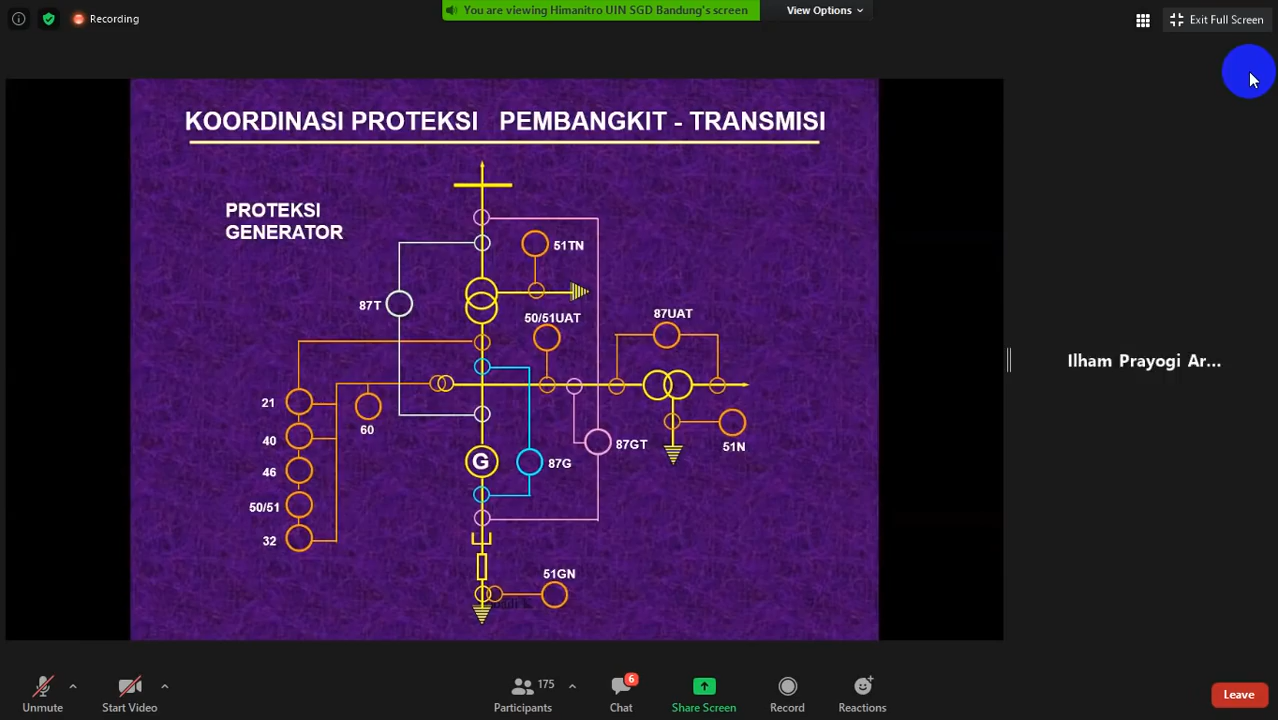 Recording
You are viewing Himanitro UIN SGD Bandung's screen
View Options
Exit Full Screen
KOORDINASI PROTEKSI PEMBANGKIT - TRANSMISI
PROTEKSI
GENERATOR
51TN
87T
50/51UAT
87UAT
21
60
40
51N
87GT
46
G
87G
50/51
32
51GN
Ilham Prayogi Ar...
Unmute
Start Video
175
Participants
6
Chat
Share Screen
Record
Reactions
Leave